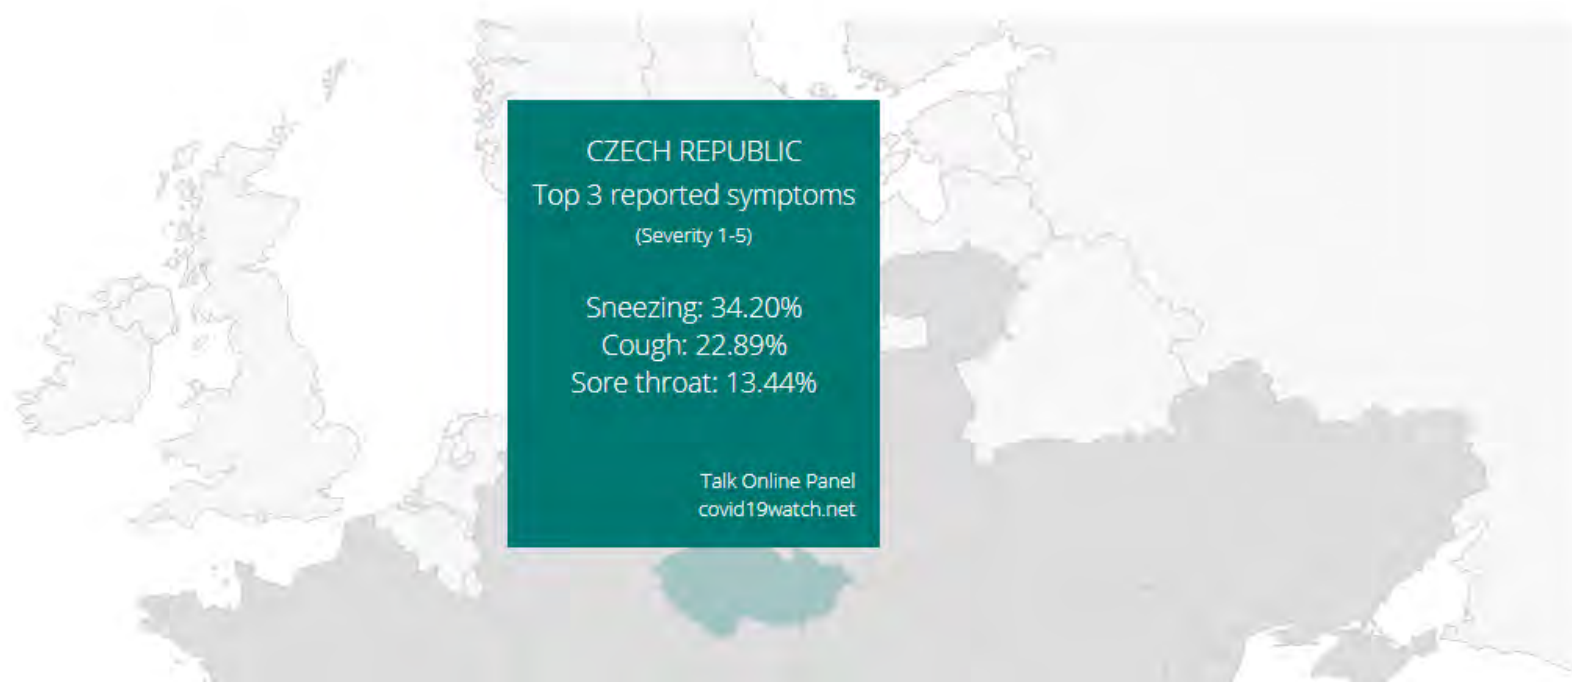 CZECH REPUBLIC
Top 3 reported symptoms
(Severity 1-5)
Sneezing: 34.20%
Cough: 22.89%
Sore throat: 13.44%
Talk Online Panel
covid19watch.net